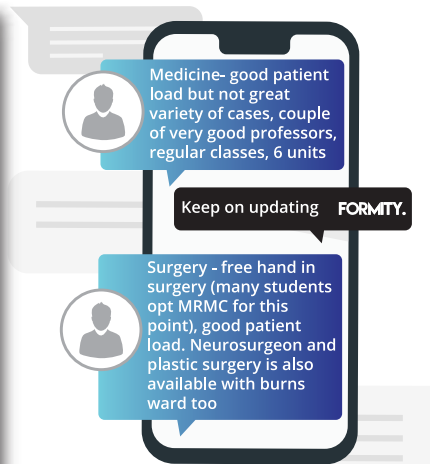 Medicine- good patient
load but not great
variety of cases, couple
of very good professors,
regular classes, 6 units
Keep on updating FORMITY.
Surgery - free hand in
surgery (many students
opt MRMC for this
point), good patient
load. Neurosurgeon and
plastic surgery is also
available with burns
ward too